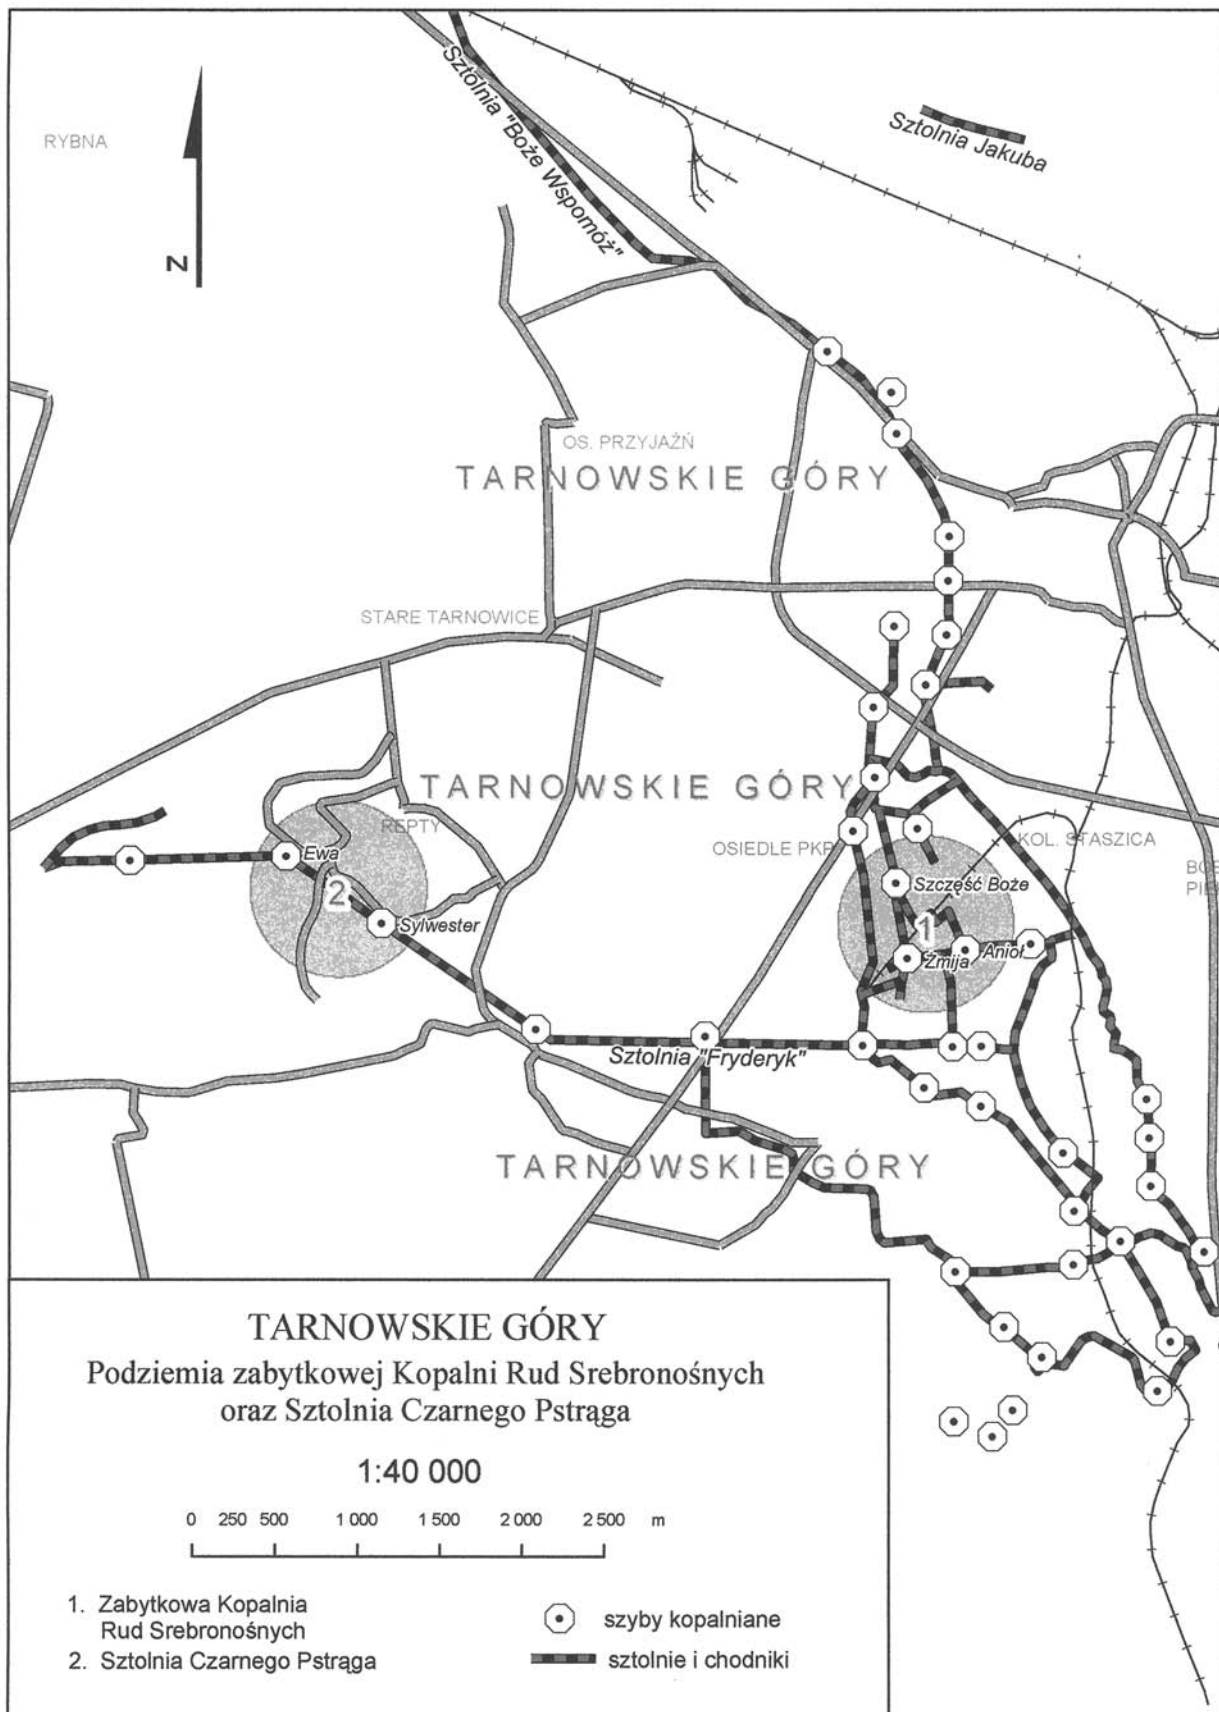 Sztolnia "Boże Wspomóż"
Sztolnia Jakuba
RYBNA
N
OS. PRZYJAŹŃ
TARNOWSKIE GÓRY
STARE TARNOWICE
TARNOWSKIE GÓRY
REPTY
OSIEDLE PKP
KOL. STASZICA
Ewa
2
Sylwester
Szczęść Boże
1
Żmija
Anioł
Sztolnia "Fryderyk"
TARNOWSKIE GÓRY
TARNOWSKIE GÓRY
Podziemia zabytkowej Kopalni Rud Srebronośnych
oraz Sztolnia Czarnego Pstrąga
1:40 000
0 250 500 1 000 1 500 2 000 2 500 m
1. Zabytkowa Kopalnia
Rud Srebronośnych
2. Sztolnia Czarnego Pstrąga
szyby kopalniane
sztolnie i chodniki